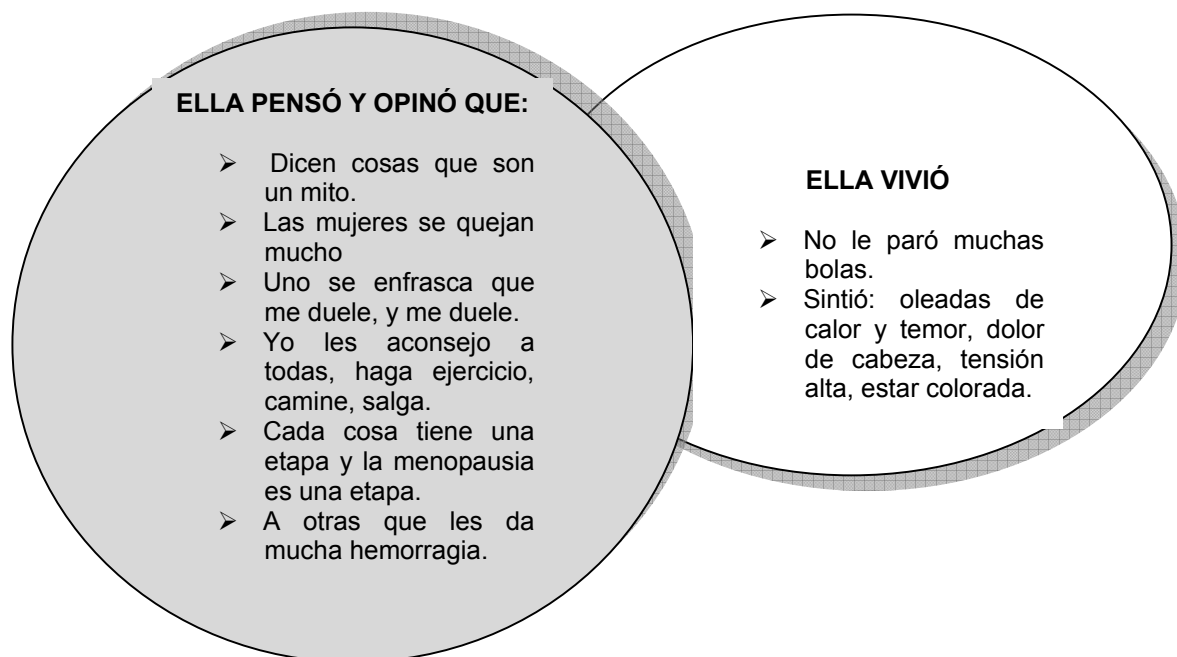 ELLA PENSÓ Y OPINÓ QUE:
➢ Dicen cosas que son
un mito.
➢ Las mujeres se quejan
mucho
➢ Uno se enfrasca que
me duele, y me duele.
➢ Yo les aconsejo a
todas, haga ejercicio,
camine, salga.
➢ Cada cosa tiene una
etapa y la menopausia
es una etapa.
➢ A otras que les da
mucha hemorragia.
ELLA VIVIÓ
➢ No le paró muchas
bolas.
➢ Sintió: oleadas de
calor y temor, dolor
de cabeza, tensión
alta, estar colorada.